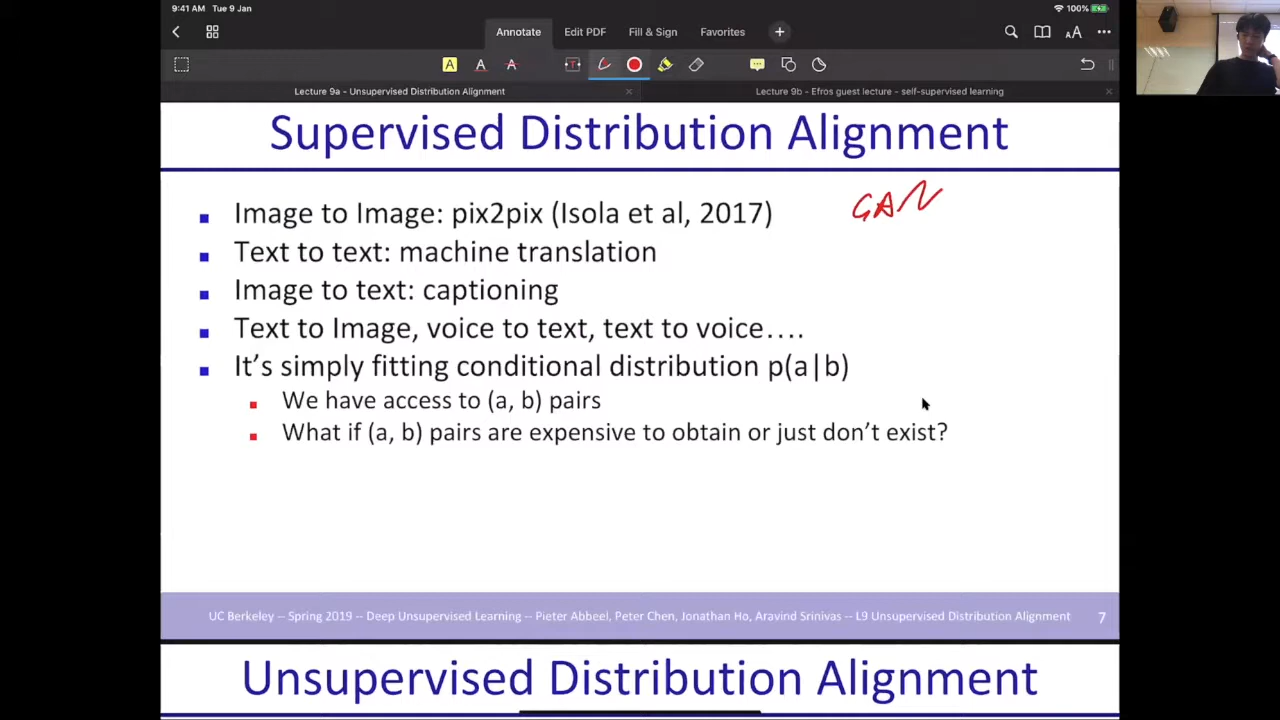 9:41 AM Tue 9 Jan
100%
Annotate Edit PDF Fill & Sign Favorites
Lecture 9a - Unsupervised Distribution Alignment
Lecture 9b - Efros guest lecture - self-supervised learning
Supervised Distribution Alignment
Image to Image: pix2pix (Isola et al, 2017)
GAN
Text to text: machine translation
Image to text: captioning
Text to Image, voice to text, text to voice....
It's simply fitting conditional distribution p(a|b)
We have access to (a, b) pairs
What if (a, b) pairs are expensive to obtain or just don't exist?
UC Berkeley -- Spring 2019 -- Deep Unsupervised Learning -- Pieter Abbeel, Peter Chen, Jonathan Ho, Aravind Srinivas -- L9 Unsupervised Distribution Alignment 7
Unsupervised Distribution Alignment